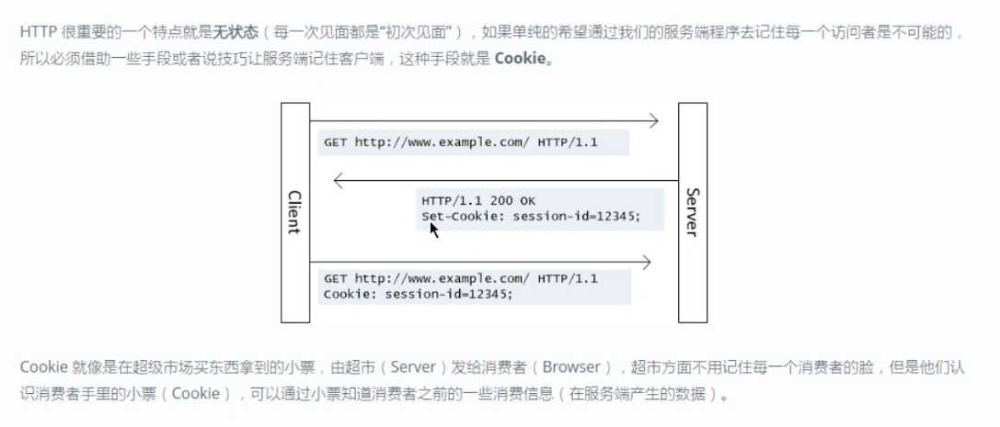 HTTP 很重要的一个特点就是无状态（每一次见面都是“初次见面”），如果单纯的希望通过我们的服务端程序去记住每一个访问者是不可能的，
所以必须借助一些手段或者说技巧让服务端记住客户端，这种手段就是 Cookie。
GET http://www.example.com/ HTTP/1.1
HTTP/1.1 200 OK
Set-Cookie: session-id=12345;
Client
Server
GET http://www.example.com/ HTTP/1.1
Cookie: session-id=12345;
Cookie 就像是在超级市场买东西拿到的小票，由超市（Server）发给消费者（Browser），超市方面不用记住每一个消费者的脸，但是他们认
识消费者手里的小票（Cookie），可以通过小票知道消费者之前的一些消费信息（在服务端产生的数据）。